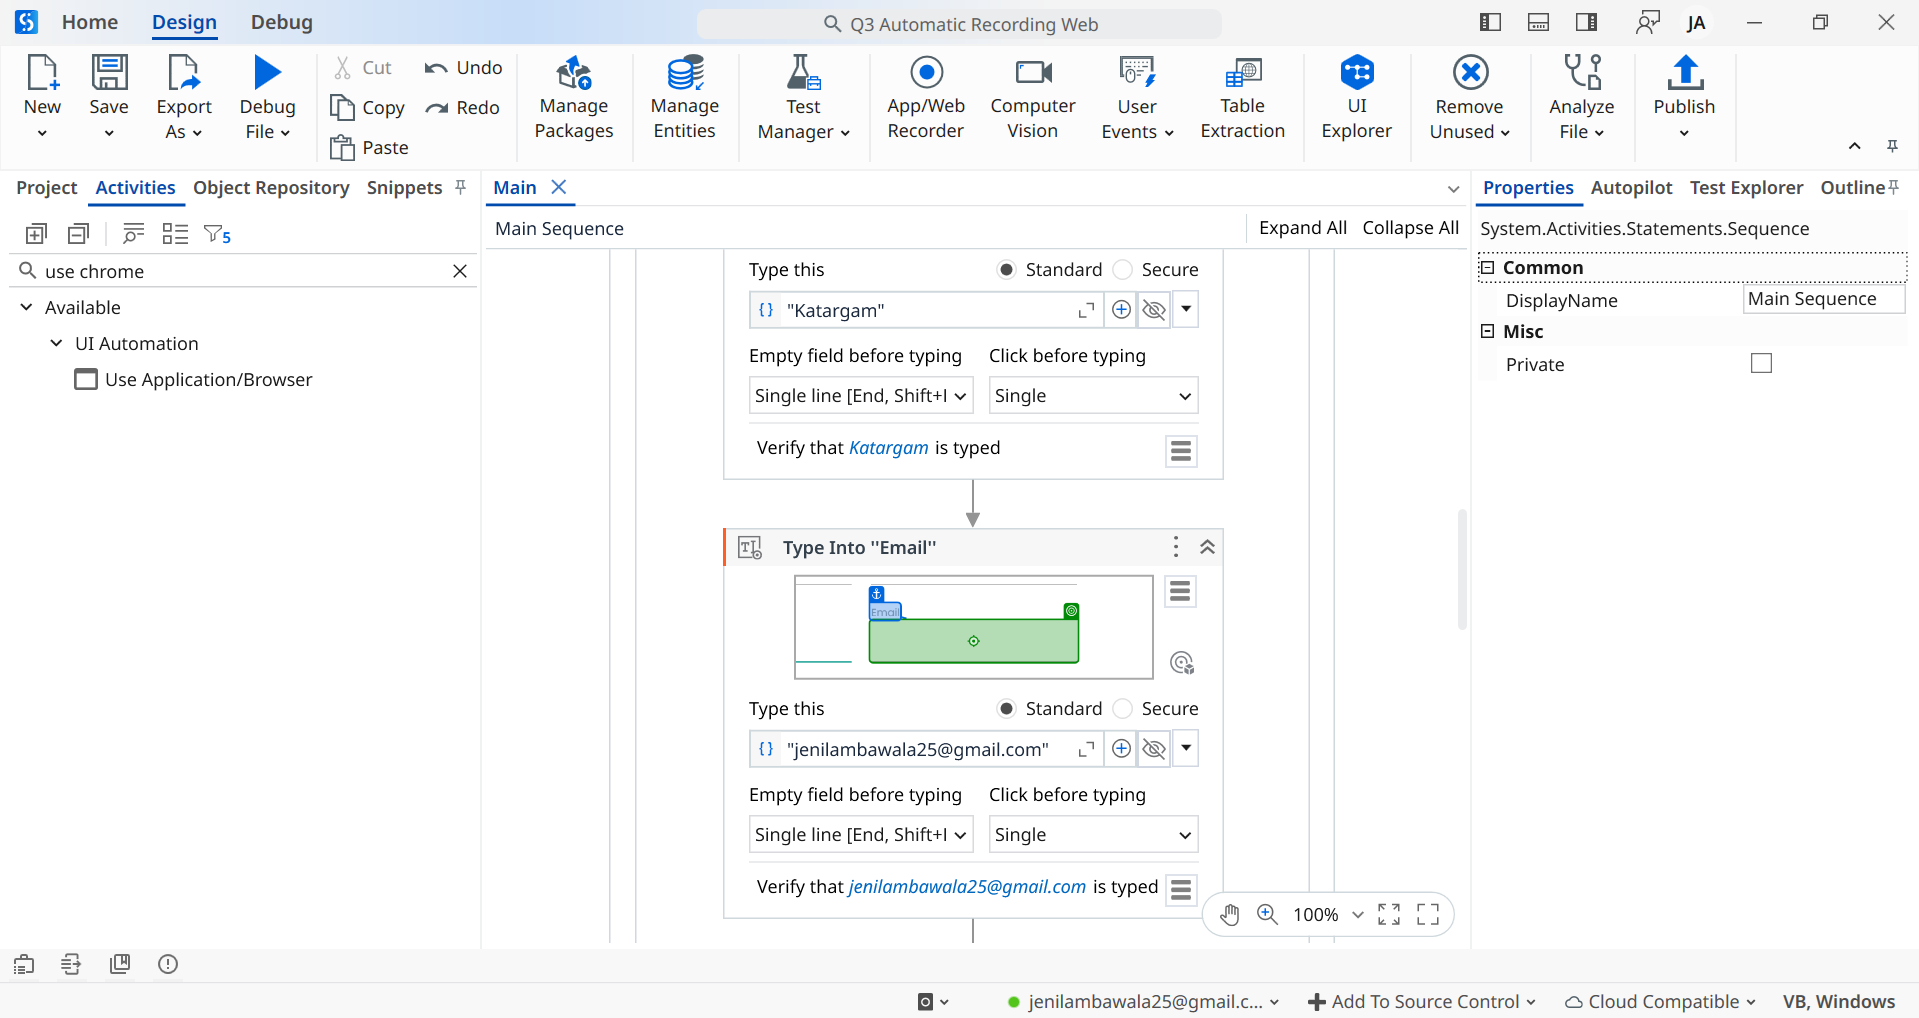 Home Design Debug Q3 Automatic Recording Web JA
New Save Export As Debug File Cut Copy Paste Undo Redo Manage Packages Manage Entities Test Manager App/Web Recorder Computer Vision User Events Table Extraction UI Explorer Remove Unused Analyze File Publish
Project Activities Object Repository Snippets
5
use chrome
Available
UI Automation
Use Application/Browser
Main
Main Sequence Expand All Collapse All
Type this Standard Secure
{} "Katargam"
Empty field before typing Click before typing
Single line [End, Shift+I Single
Verify that Katargam is typed
Type Into "Email"
Email
Type this Standard Secure
{} "jenilambawala25@gmail.com"
Empty field before typing Click before typing
Single line [End, Shift+I Single
Verify that jenilambawala25@gmail.com is typed
100%
Properties Autopilot Test Explorer Outline
System.Activities.Statements.Sequence
Common
DisplayName Main Sequence
Misc
Private
jenilambawala25@gmail.c... Add To Source Control Cloud Compatible VB, Windows